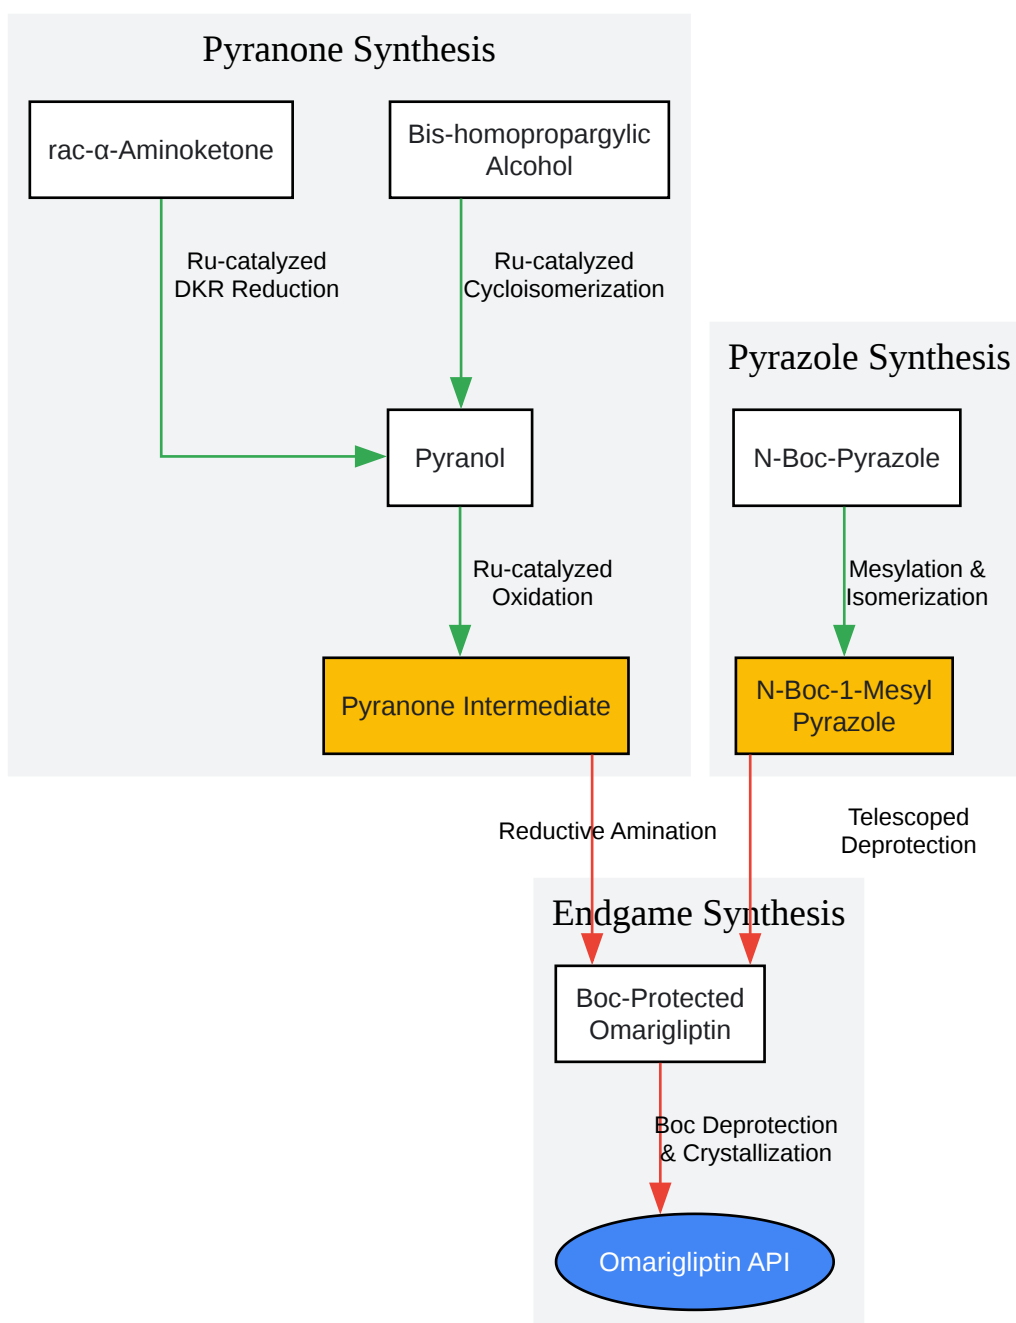 Pyranone Synthesis
rac-α-Aminoketone
Bis-homopropargylic
Alcohol
Ru-catalyzed
DKR Reduction
Ru-catalyzed
Cycloisomerization
Pyranol
Ru-catalyzed
Oxidation
Pyranone Intermediate
Pyrazole Synthesis
N-Boc-Pyrazole
Mesylation &
Isomerization
N-Boc-1-Mesyl
Pyrazole
Reductive Amination
Telescoped
Deprotection
Endgame Synthesis
Boc-Protected
Omarigliptin
Boc Deprotection
& Crystallization
Omarigliptin API